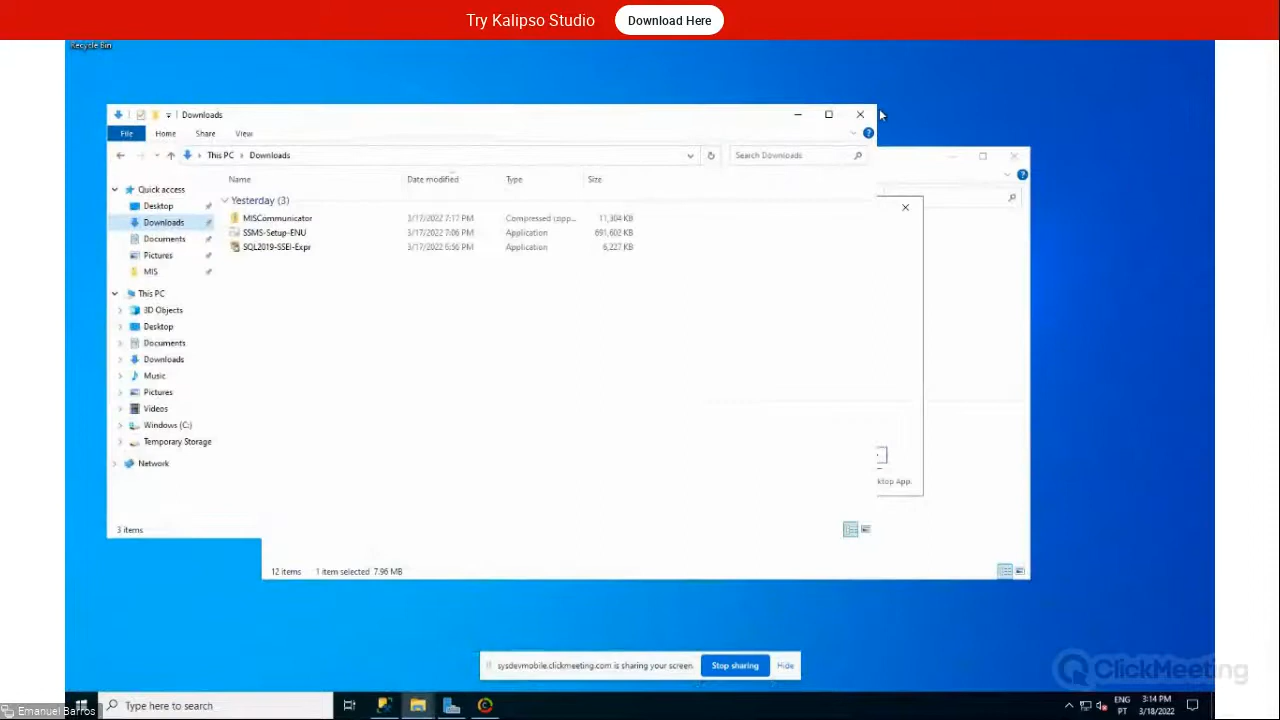 Try Kalipso Studio Download Here
Recycle Bin
Downloads
File Home Share View
This PC > Downloads
Search Downloads
Name Date modified Type Size
Quick access
Desktop
Downloads
Documents
Pictures
MIS
This PC
3D Objects
Desktop
Documents
Downloads
Music
Pictures
Videos
Windows (C:)
Temporary Storage
Network
Yesterday (3)
MISCommunicator 3/17/2022 7:17 PM Compressed (zipp... 11,304 KB
SSMS-Setup-ENU 3/17/2022 7:06 PM Application 691,602 KB
SQL2019-SSEI-Expr 3/17/2022 6:56 PM Application 6,227 KB
ktop App.
3 items
12 items 1 item selected 7.96 MB
sysdevmobile.clickmeeting.com is sharing your screen. Stop sharing Hide
ClickMeeting
Emanuel Barros
Type here to search
ENG
PT
3:14 PM
3/18/2022